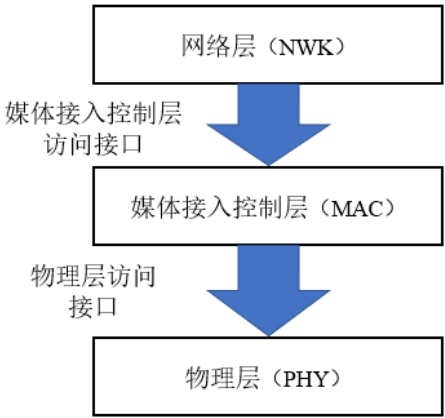 网络层（NWK）
媒体接入控制层
访问接口
媒体接入控制层（MAC）
物理层访问
接口
物理层（PHY）